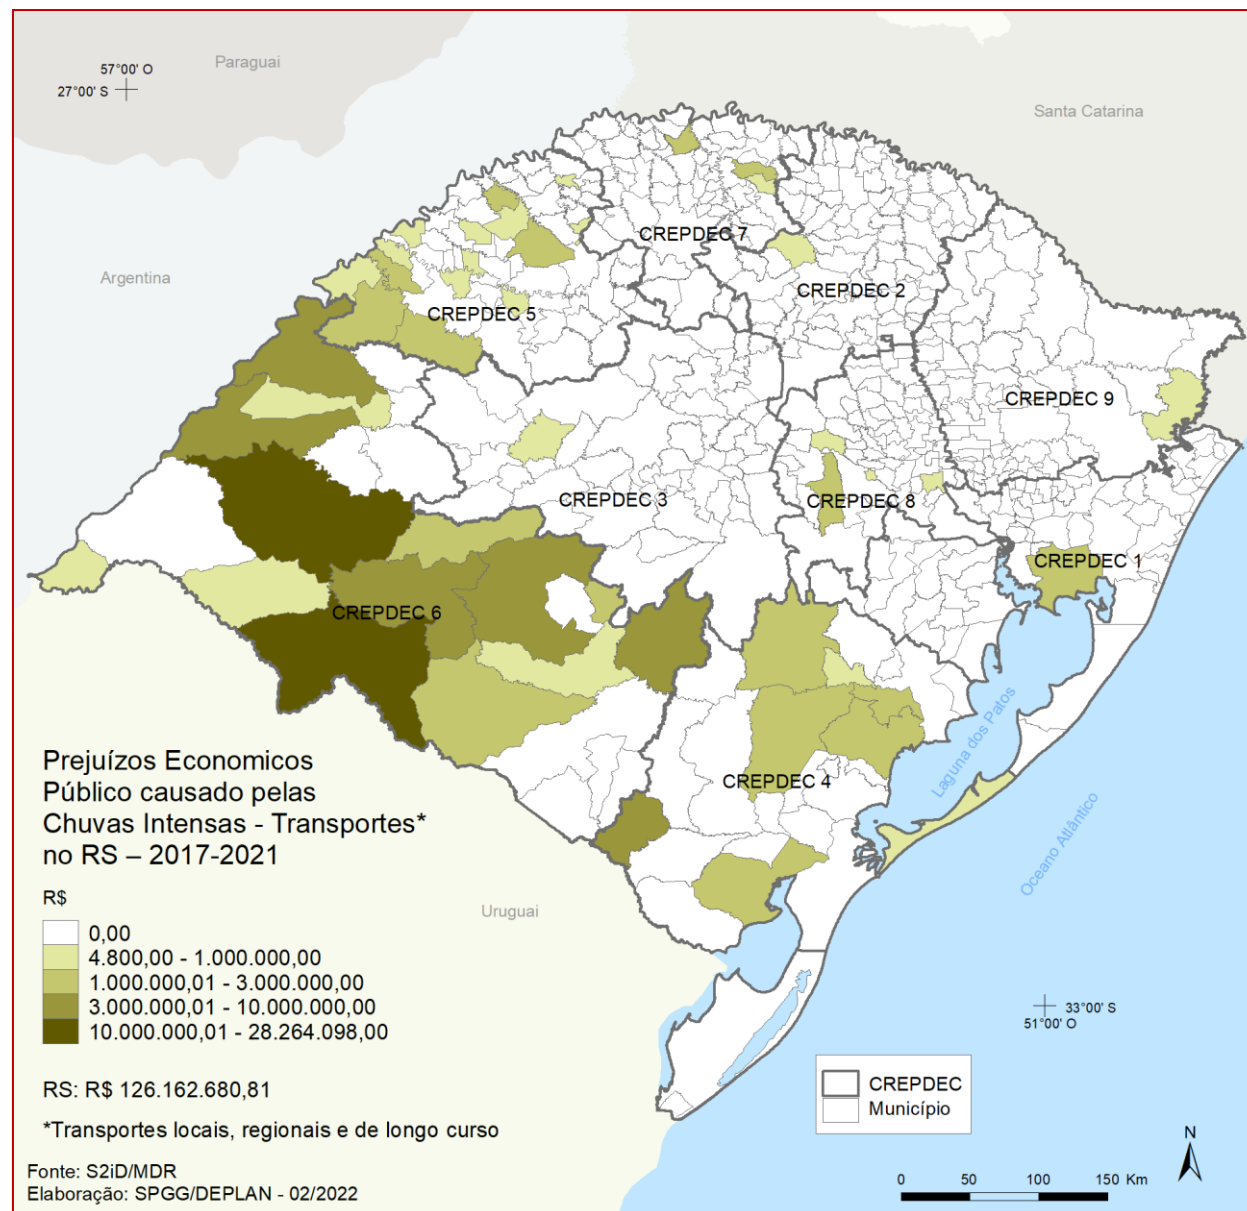 Paraguai
57°00' O
27°00' S
Santa Catarina
Argentina
CREPDEC 7
CREPDEC 2
CREPDEC 5
CREPDEC 9
CREPDEC 3
CREPDEC 8
CREPDEC 1
CREPDEC 6
CREPDEC 4
Laguna dos Patos
Oceano Atlântico
Uruguai
Prejuízos Economicos
Público causado pelas
Chuvas Intensas - Transportes*
no RS – 2017-2021
R$
0,00
4.800,00 - 1.000.000,00
1.000.000,01 - 3.000.000,00
3.000.000,01 - 10.000.000,00
10.000.000,01 - 28.264.098,00
RS: R$ 126.162.680,81
*Transportes locais, regionais e de longo curso
Fonte: S2iD/MDR
Elaboração: SPGG/DEPLAN - 02/2022
33°00' S
51°00' O
CREPDEC
Município
N
0 50 100 150 Km